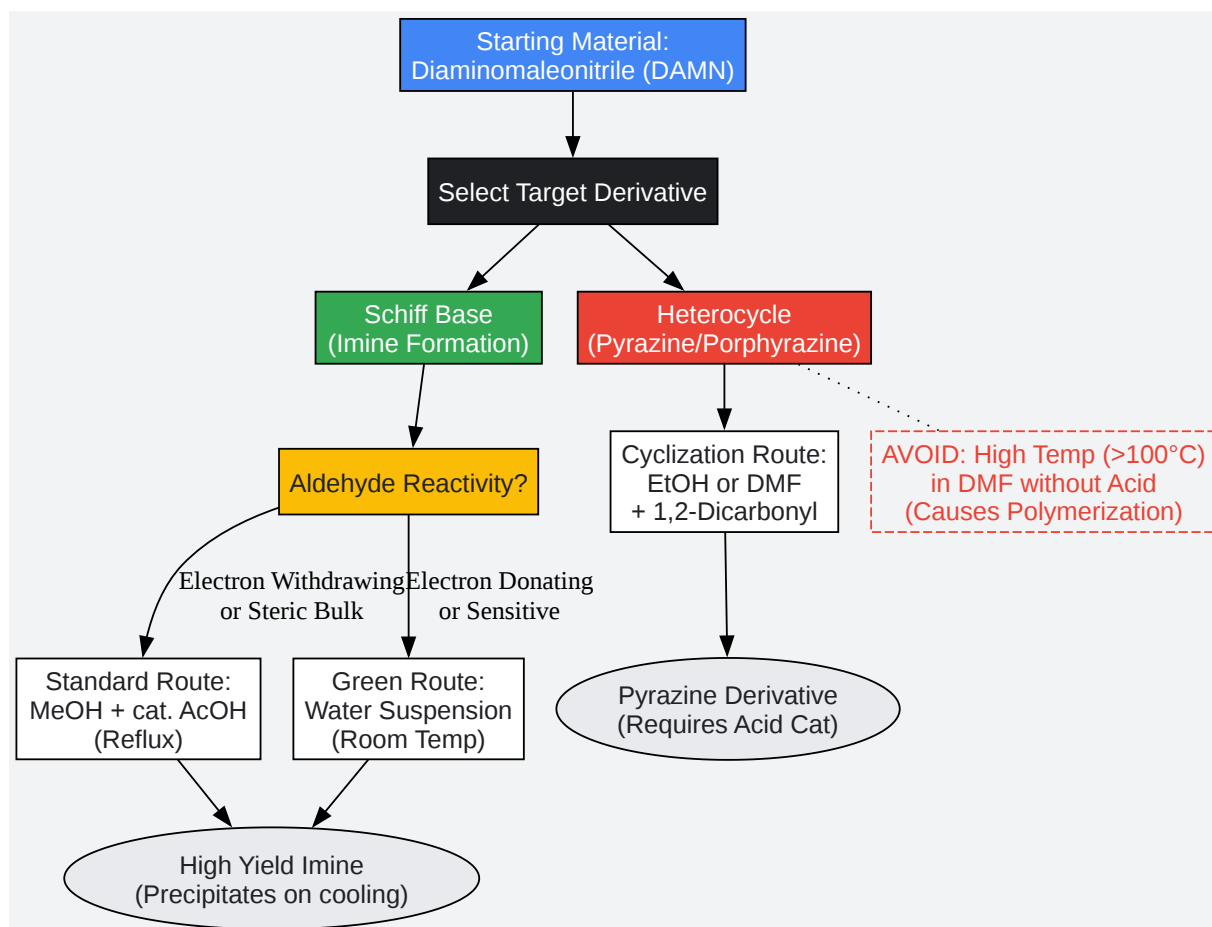 Starting Material:
Diaminomaleonitrile (DAMN)
Select Target Derivative
Schiff Base
(Imine Formation)
Heterocycle
(Pyrazine/Porphyrazine)
Aldehyde Reactivity?
Cyclization Route:
EtOH or DMF
+ 1,2-Dicarbonyl
AVOID: High Temp (>100°C)
in DMF without Acid
(Causes Polymerization)
Electron Withdrawing
or Steric Bulk
Electron Donating
or Sensitive
Standard Route:
MeOH + cat. AcOH
(Reflux)
Green Route:
Water Suspension
(Room Temp)
Pyrazine Derivative
(Requires Acid Cat)
High Yield Imine
(Precipitates on cooling)